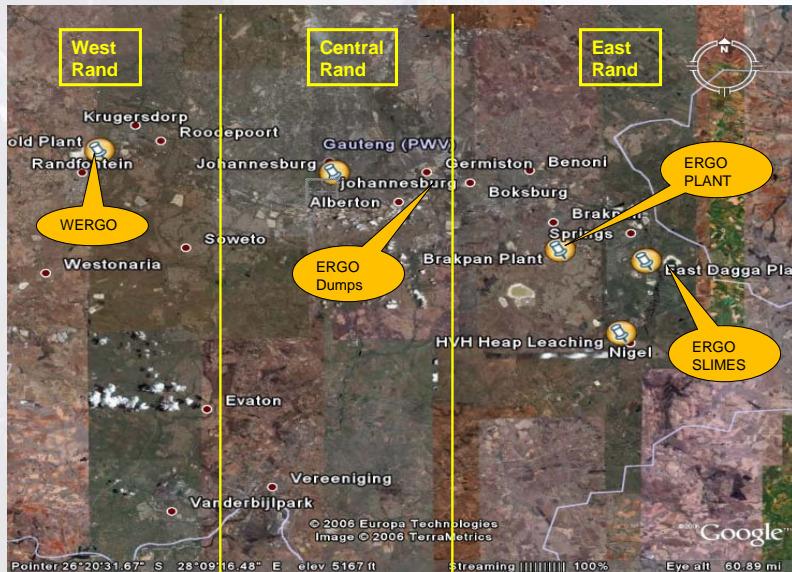 West
Rand
Central
Rand
East
Rand
N
Krugersdorp
Roodepoort
old Plant
Randfontein
Gauteng (PWV)
Johannesburg
johannesburg
Germiston
Benoni
Boksburg
Alberton
ERGO
PLANT
WERGO
Soweto
Westonaria
ERGO
Dumps
Brakpan
Springs
Brakpan Plant
East Dagga Pla
HVH Heap Leaching
Nigel
ERGO
SLIMES
Evaton
Vereeniging
Vanderbijlpark
© 2006 Europa Technologies
Image © 2006 TerraMetrics
©2006 Google™
Pointer 26°20'31.67" S 28°09'16.48" E elev 5167 ft Streaming |||||||||| 100% Eye alt 60.89 mi